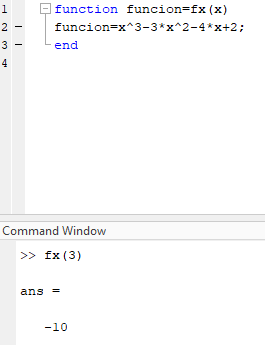 1 function funcion=fx(x)
2 funcion=x^3-3*x^2-4*x+2;
3 end
4
Command Window
>> fx(3)
ans =
-10